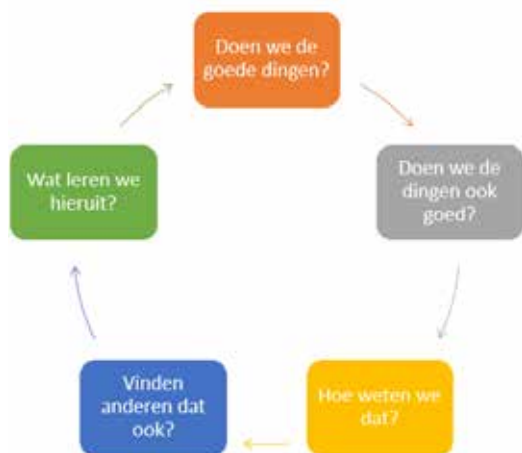 Doen we de
goede dingen?
Doen we de
dingen ook
goed?
Hoe weten we
dat?
Vinden
anderen dat
ook?
Wat leren we
hieruit?